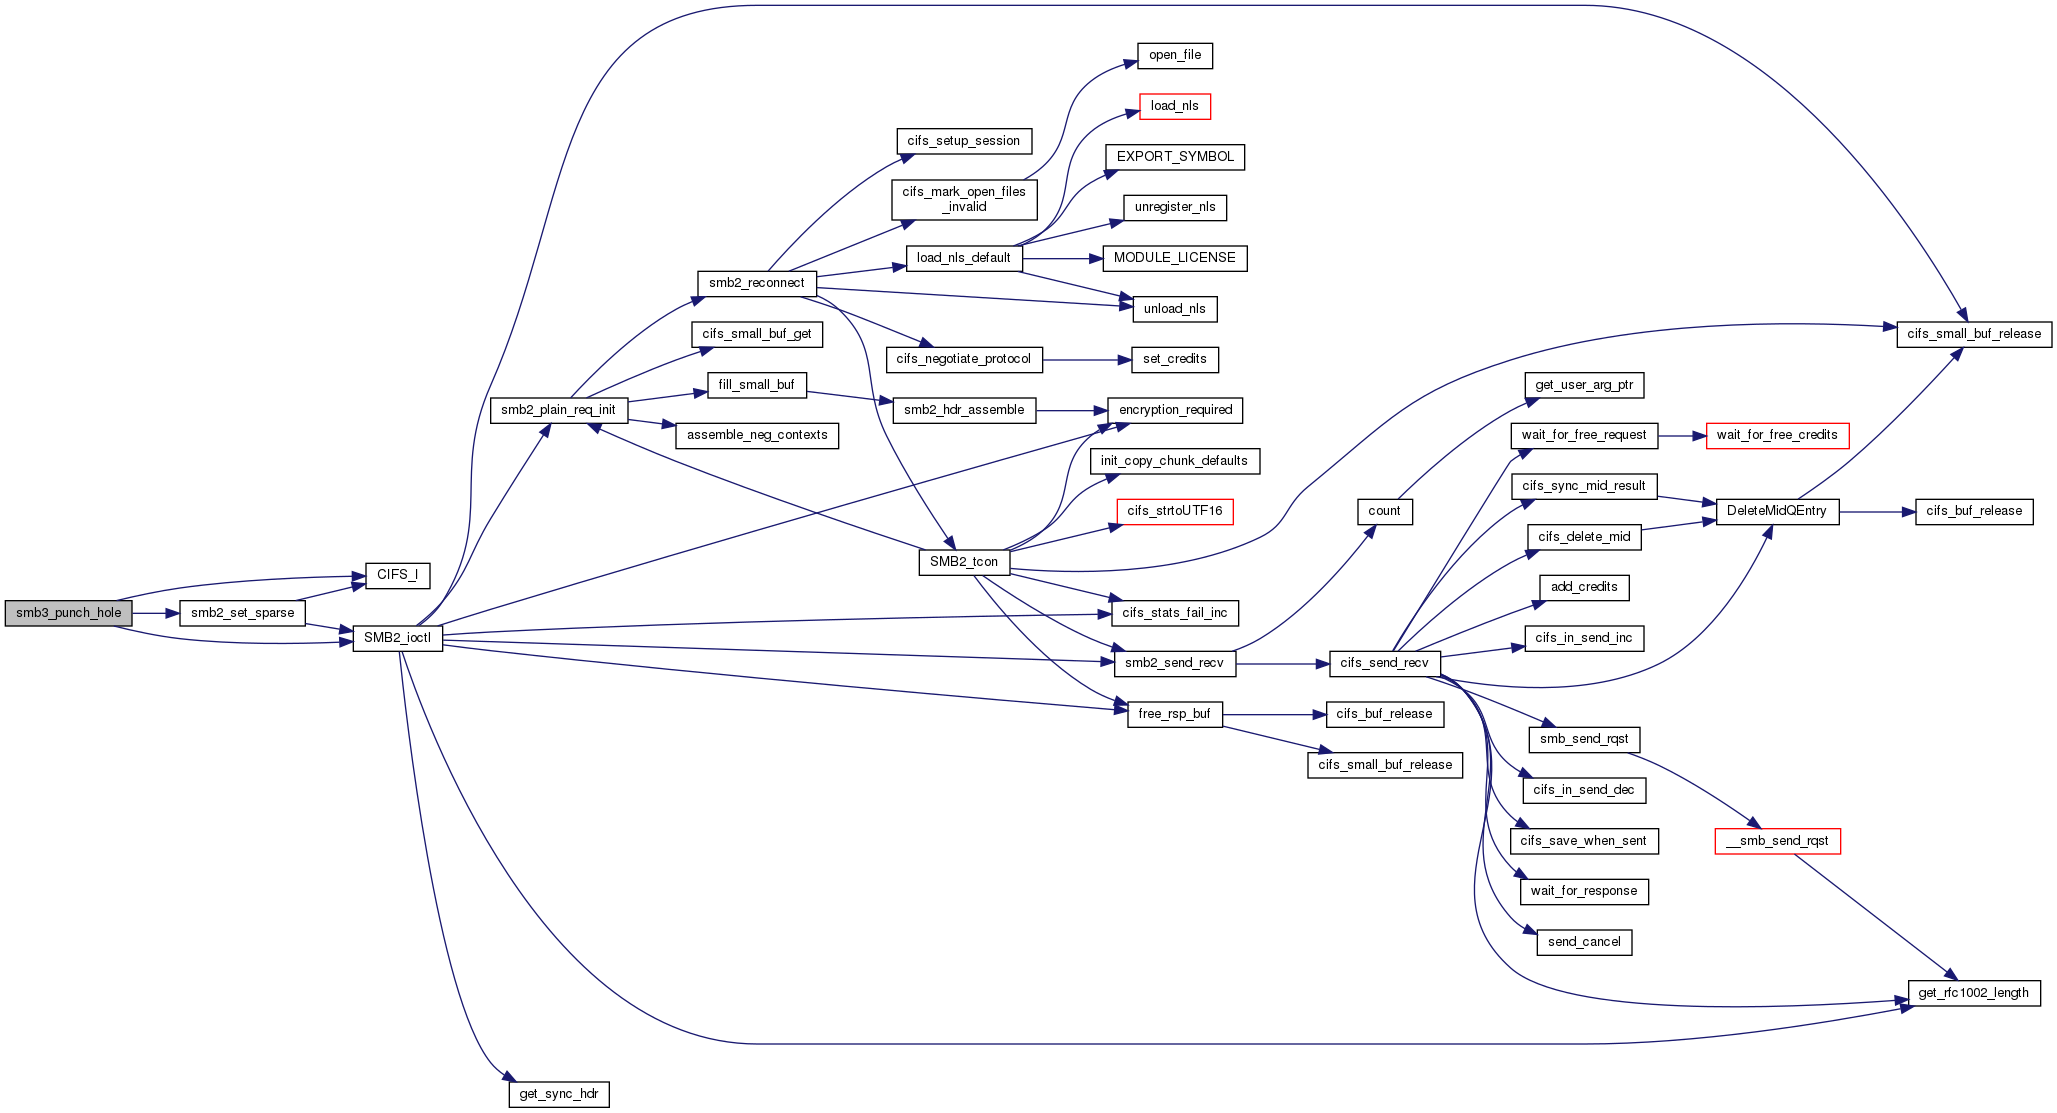 open_file
load_nls
cifs_setup_session
EXPORT_SYMBOL
cifs_mark_open_files
_invalid
unregister_nls
load_nls_default
MODULE_LICENSE
smb2_reconnect
unload_nls
cifs_small_buf_get
cifs_small_buf_release
cifs_negotiate_protocol
set_credits
fill_small_buf
get_user_arg_ptr
smb2_plain_req_init
smb2_hdr_assemble
encryption_required
assemble_neg_contexts
wait_for_free_request
wait_for_free_credits
init_copy_chunk_defaults
cifs_sync_mid_result
cifs_strtoUTF16
count
DeleteMidQEntry
cifs_buf_release
cifs_delete_mid
SMB2_tcon
CIFS_I
add_credits
smb3_punch_hole
smb2_set_sparse
cifs_stats_fail_inc
SMB2_ioctl
cifs_in_send_inc
smb2_send_recv
cifs_send_recv
free_rsp_buf
cifs_buf_release
smb_send_rqst
cifs_small_buf_release
cifs_in_send_dec
cifs_save_when_sent
__smb_send_rqst
wait_for_response
send_cancel
get_rfc1002_length
get_sync_hdr